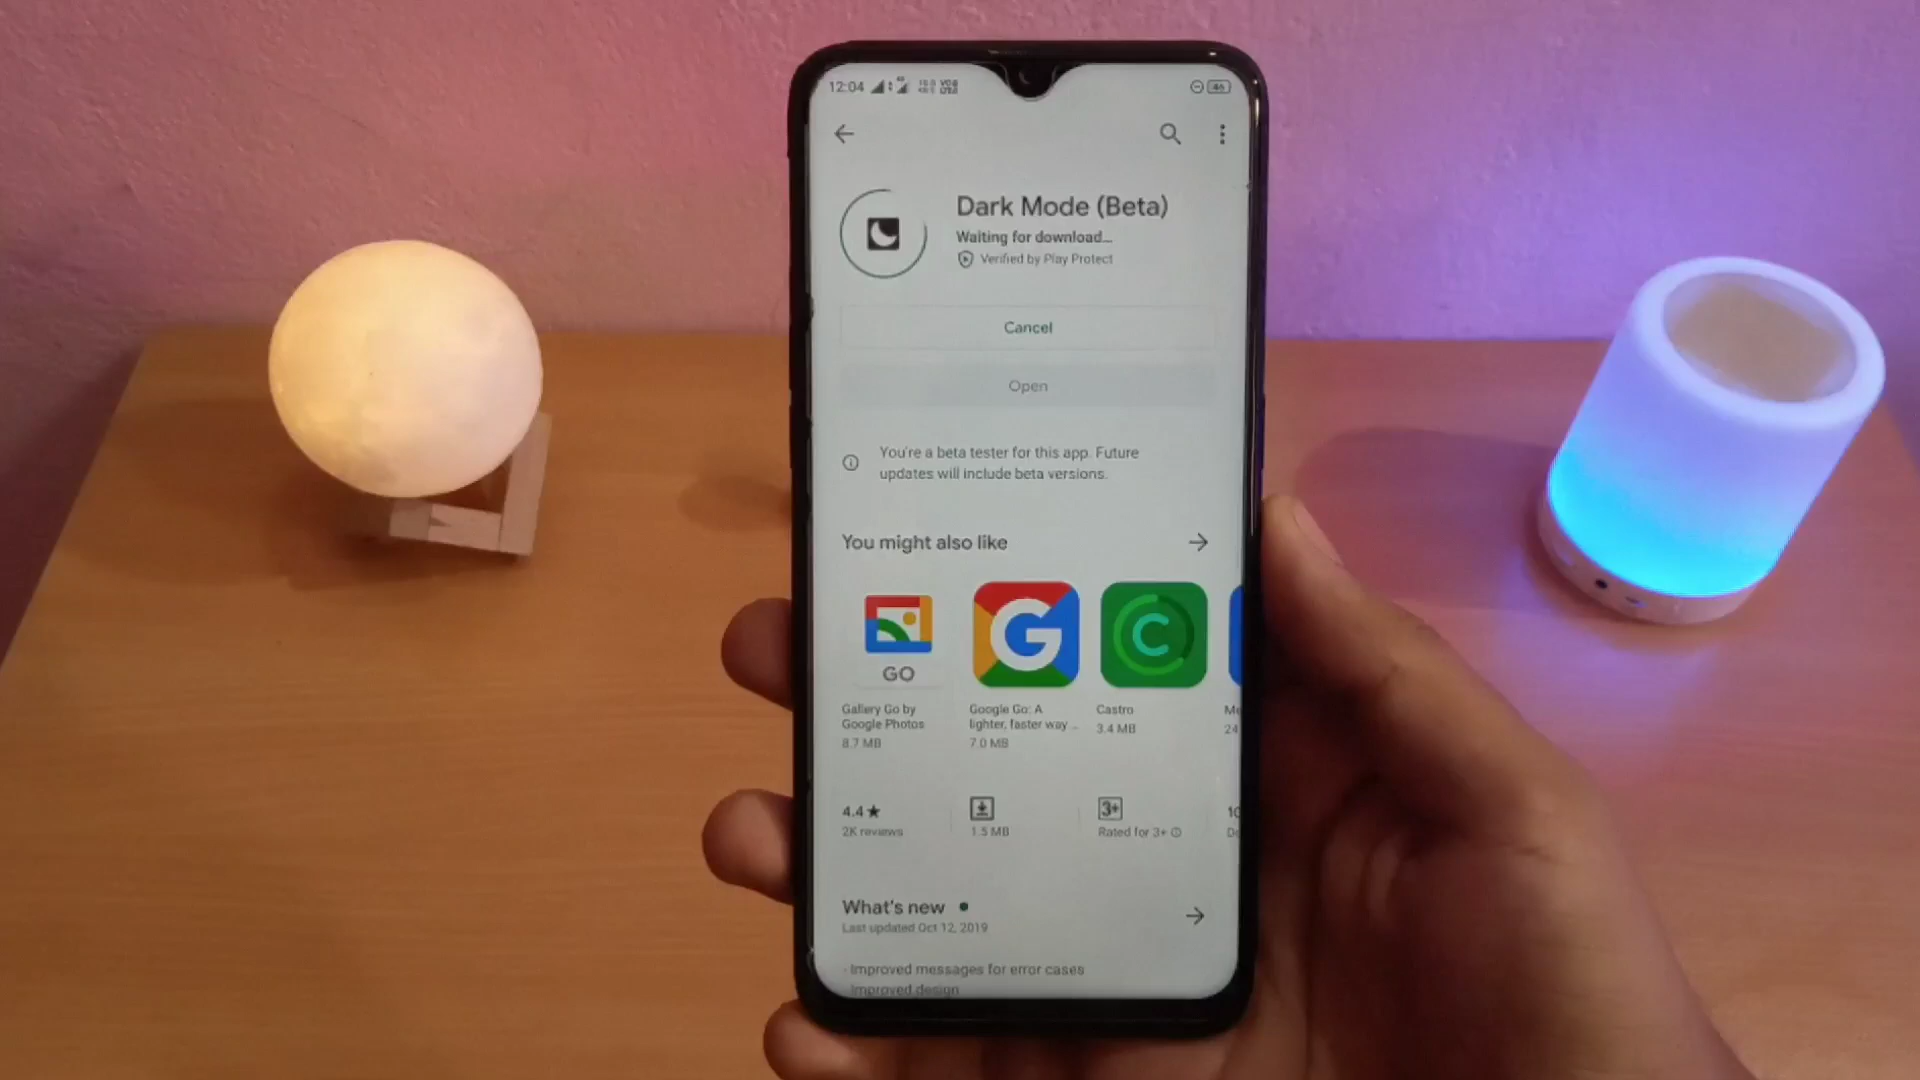 12:04
46
Dark Mode (Beta)
Waiting for download...
Verified by Play Protect
Cancel
Open
You're a beta tester for this app. Future
updates will include beta versions.
You might also like
GO
G
C
Gallery Go by
Google Photos
8.7 MB
Google Go: A
lighter, faster way ...
7.0 MB
Castro
3.4 MB
Me
24
4.4★
2K reviews
1.5 MB
3+
Rated for 3+
10
What's new
Last updated Oct 12, 2019
· Improved messages for error cases
Improved design